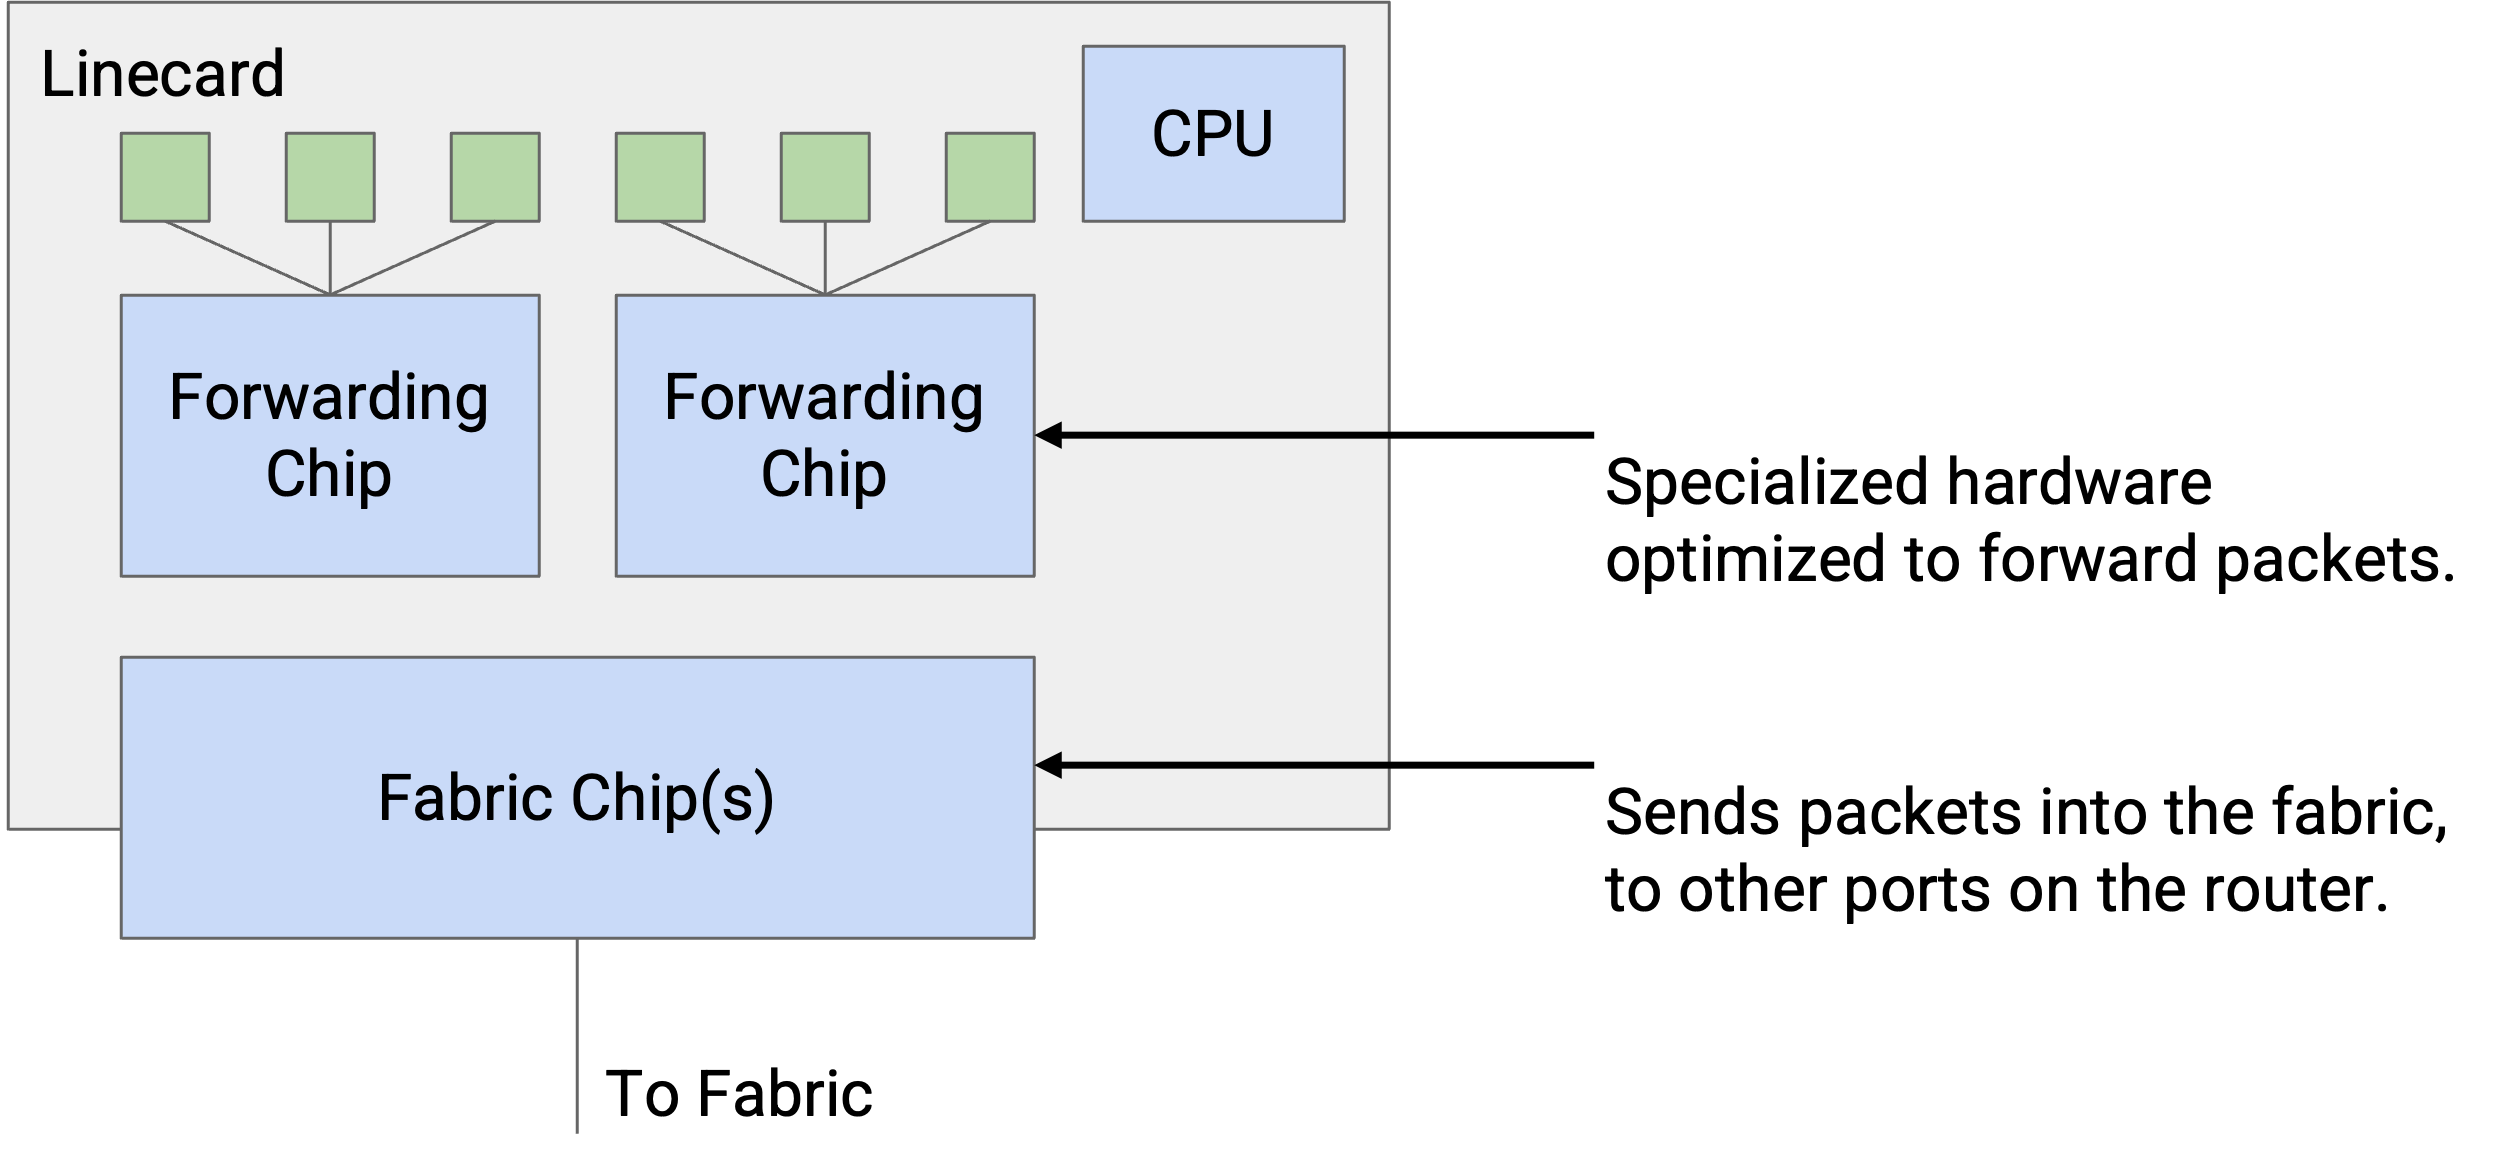 Linecard
CPU
Forwarding
Chip
Forwarding
Chip
Specialized hardware
optimized to forward packets.
Fabric Chip(s)
Sends packets into the fabric,
to other ports on the router.
To Fabric